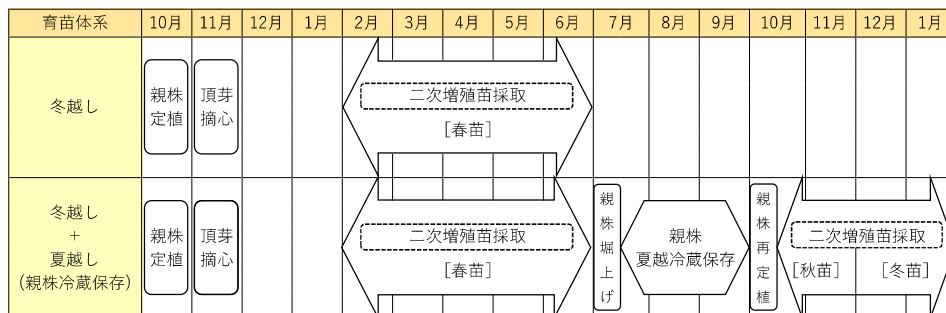 育苗体系 10月 11月 12月 1月 2月 3月 4月 5月 6月 7月 8月 9月 10月 11月 12月 1月
冬越し
親株
定植
頂芽
摘心
二次増殖苗採取
[春苗]
冬越し
+
夏越し
(親株冷蔵保存)
親株
定植
頂芽
摘心
二次増殖苗採取
[春苗]
親株堀上げ
親株
夏越冷蔵保存
親株再定植
二次増殖苗採取
[秋苗] [冬苗]